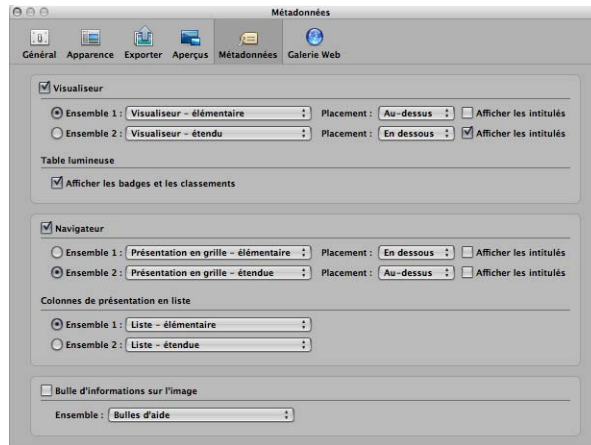 Métadonnées
Général Apparence Exporter Aperçus Métadonnées Galerie Web
Visualiseur
Ensemble 1 : Visualiseur – élémentaire Placement : Au-dessus Afficher les intitulés
Ensemble 2 : Visualiseur – étendu Placement : En dessous Afficher les intitulés
Table lumineuse
Afficher les badges et les classements
Navigateur
Ensemble 1 : Présentation en grille – élémentaire Placement : En dessous Afficher les intitulés
Ensemble 2 : Présentation en grille – étendue Placement : Au-dessus Afficher les intitulés
Colonnes de présentation en liste
Ensemble 1 : Liste – élémentaire
Ensemble 2 : Liste – étendue
Bulle d'informations sur l'image
Ensemble : Bulles d'aide